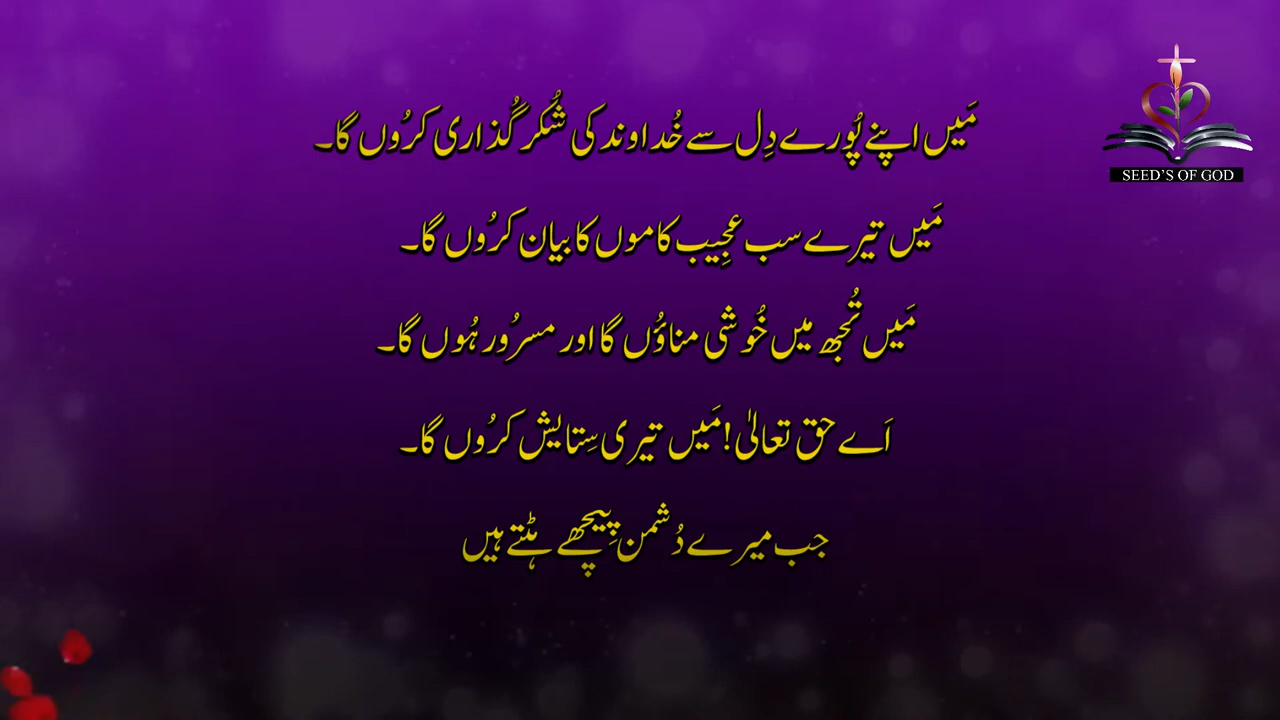 مَیں اپنے پُورے دِل سے خُداوند کی شُکر گُذاری کرُوں گا۔
SEED'S OF GOD
مَیں تیرے سب عجِیب کاموں کا بیان کرُوں گا۔
مَیں تُجھ میں خُوشی مناؤُں گا اور مسرُور ہُوں گا۔
اَے حق تعالیٰ! مَیں تیری سِتایش کرُوں گا۔
جب میرے دُشمن پِیچھے ہٹتے ہیں